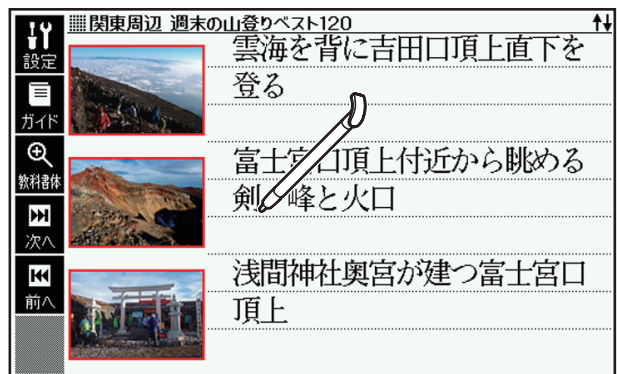 関東周辺 週末の山登りベスト120
設定
ガイド
教科書体
次へ
前へ
雲海を背に吉田口頂上直下を
登る
富士宮口頂上付近から眺める
剣ヶ峰と火口
浅間神社奥宮が建つ富士宮口
頂上